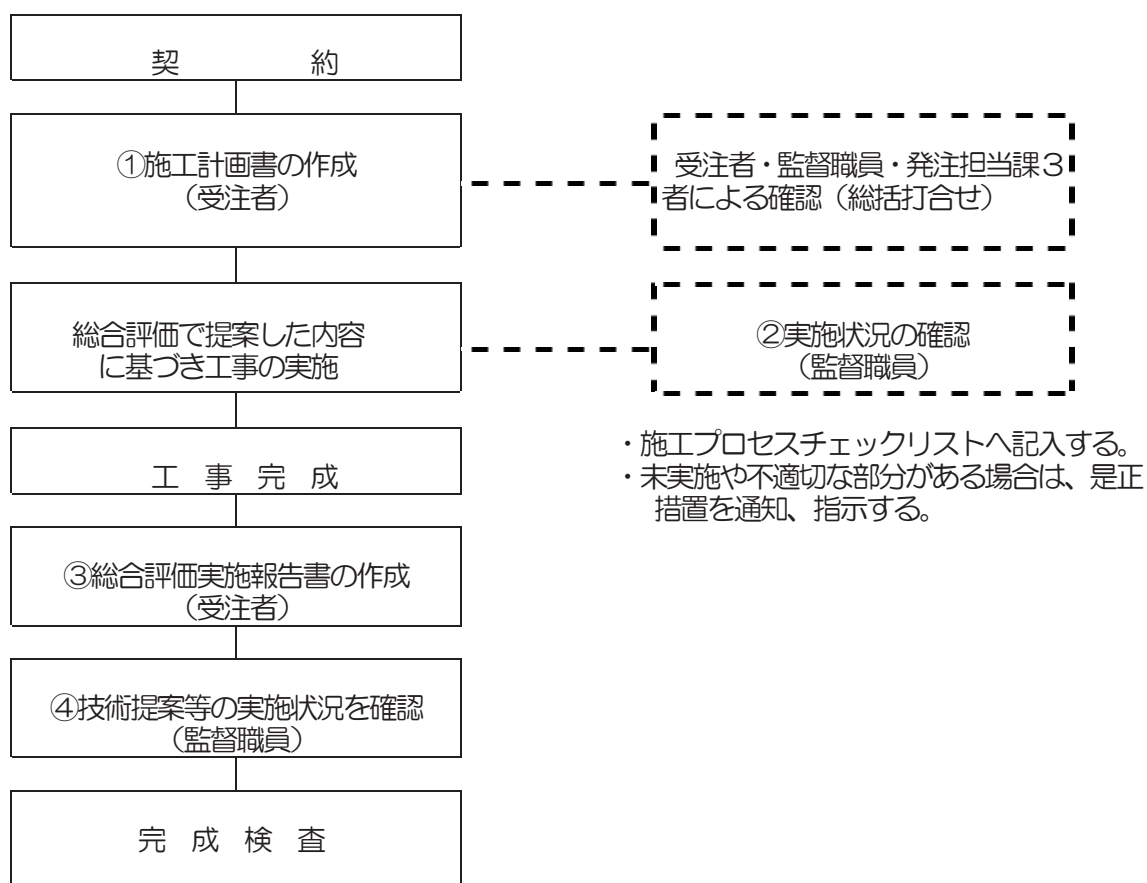 契　　　約
①施工計画書の作成
（受注者）
受注者・監督職員・発注担当課３
者による確認（総括打合せ）
総合評価で提案した内容
に基づき工事の実施
②実施状況の確認
（監督職員）
・施工プロセスチェックリストへ記入する。
・未実施や不適切な部分がある場合は、是正
措置を通知、指示する。
工　事　完　成
③総合評価実施報告書の作成
（受注者）
④技術提案等の実施状況を確認
（監督職員）
完　成　検　査